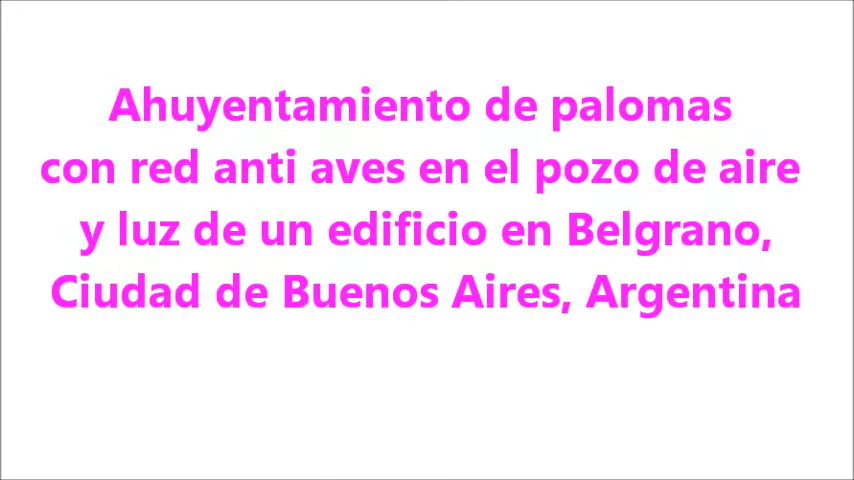 Ahuyentamiento de palomas
con red anti aves en el pozo de aire
y luz de un edificio en Belgrano,
Ciudad de Buenos Aires, Argentina